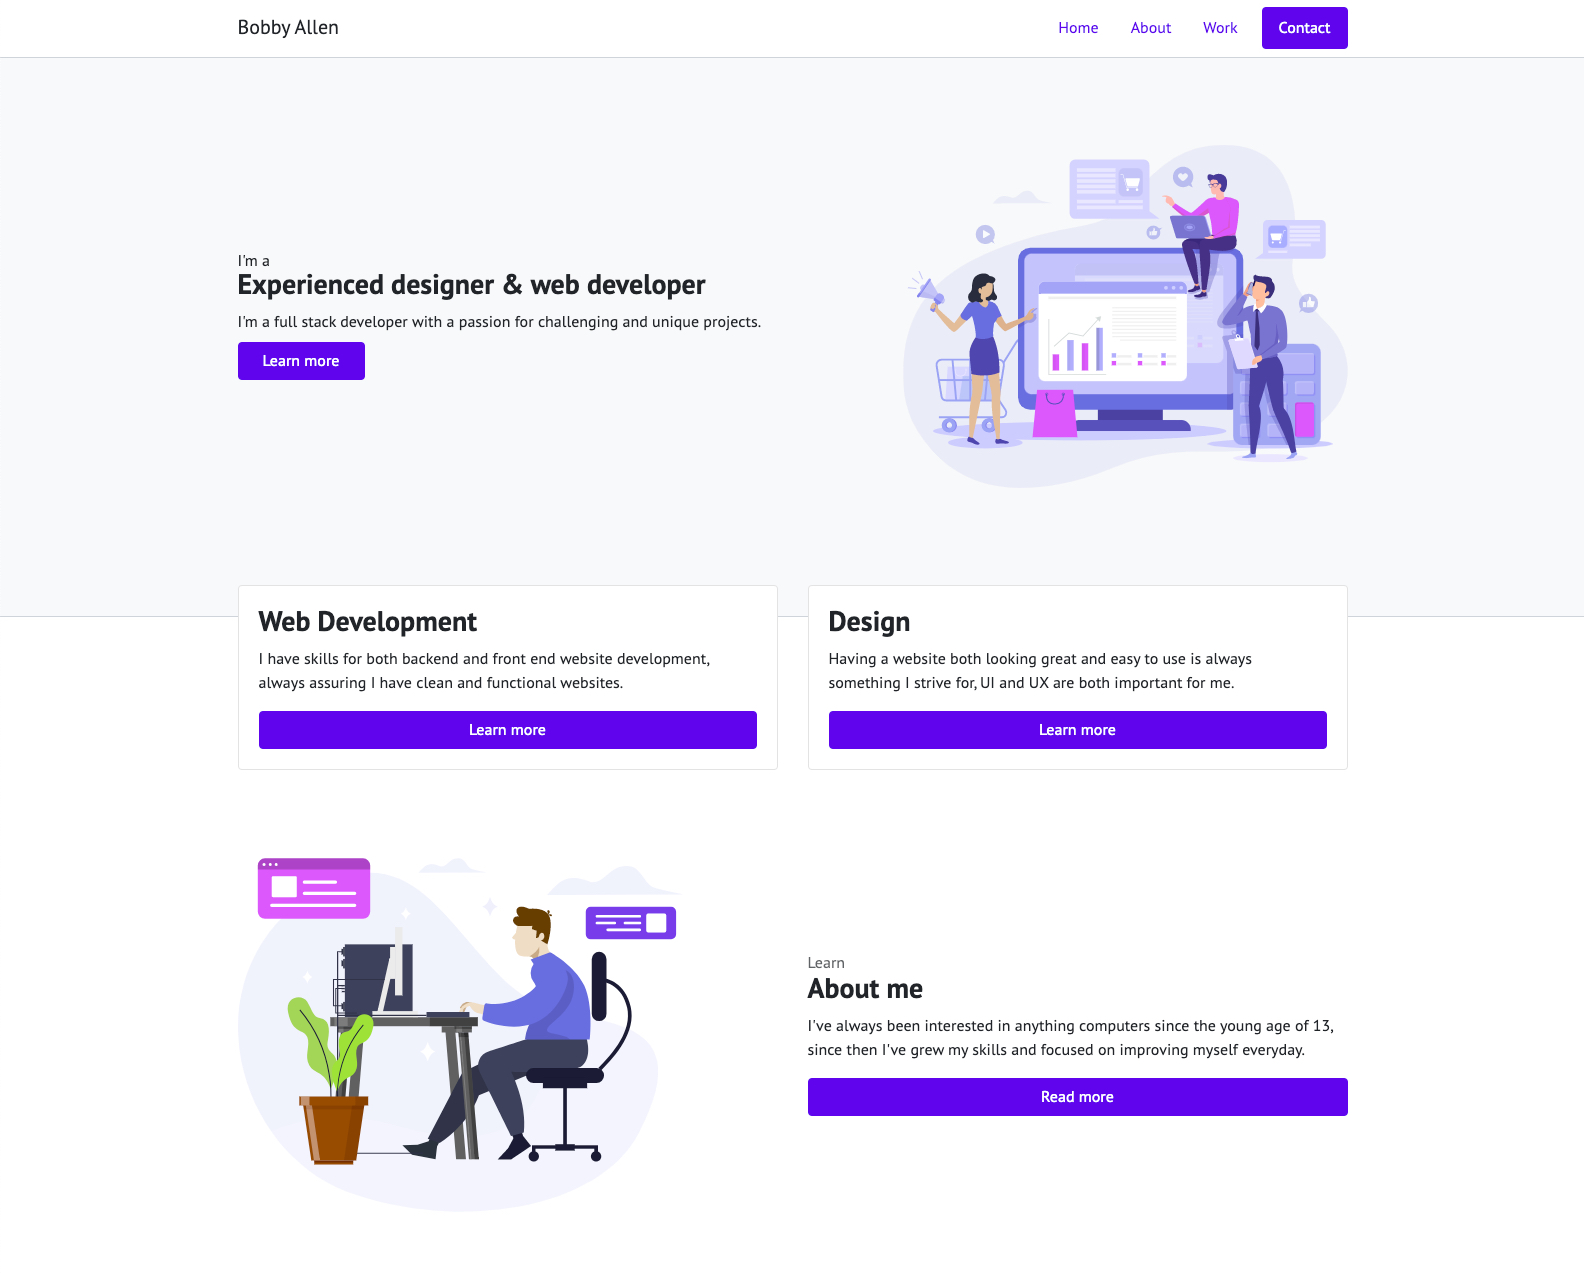 Bobby Allen
Home
About
Work
Contact
I'm a
Experienced designer & web developer
I'm a full stack developer with a passion for challenging and unique projects.
Learn more
Web Development
I have skills for both backend and front end website development,
always assuring I have clean and functional websites.
Learn more
Design
Having a website both looking great and easy to use is always
something I strive for, UI and UX are both important for me.
Learn more
Learn
About me
I've always been interested in anything computers since the young age of 13,
since then I've grew my skills and focused on improving myself everyday.
Read more